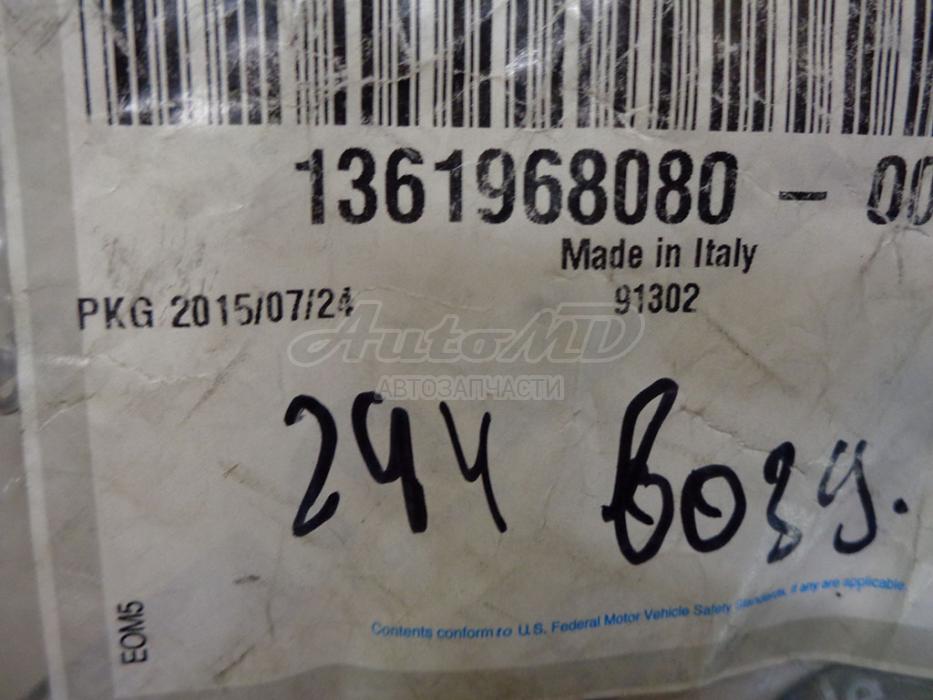 1361968080 - 00
Made in Italy
PKG 2015/07/24
91302
AutoMD
АВТОЗАПЧАСТИ
244 возд.
EOM5
Contents conform to U.S. Federal Motor Vehicle Safety Standards, if any are applicable.